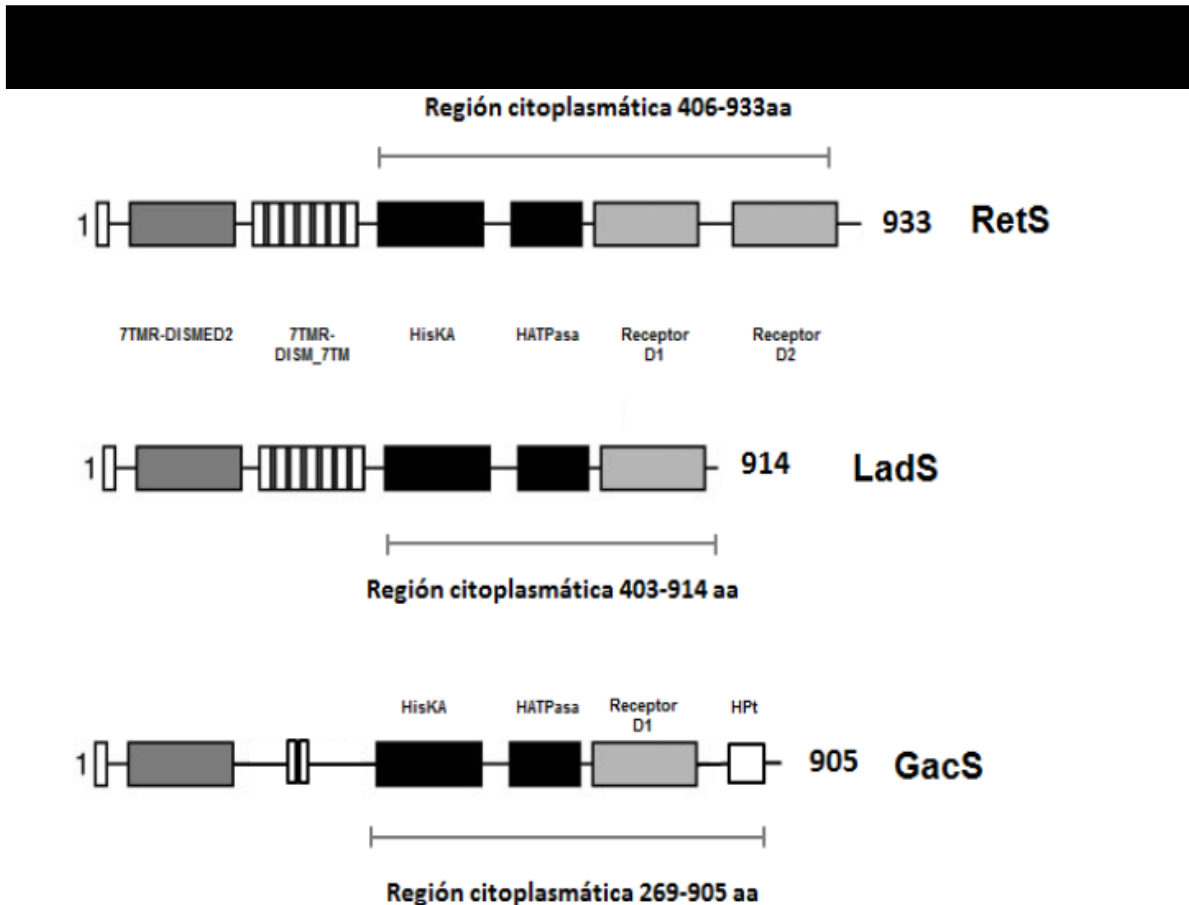 Región citoplasmática 406-933aa
1 933 RetS
7TMR-DISMED2 7TMR- HisKA HATPasa Receptor Receptor
DISM_7TM D1 D2
1 914 LadS
Región citoplasmática 403-914 aa
HisKA HATPasa Receptor HPt
D1
1 905 GacS
Región citoplasmática 269-905 aa